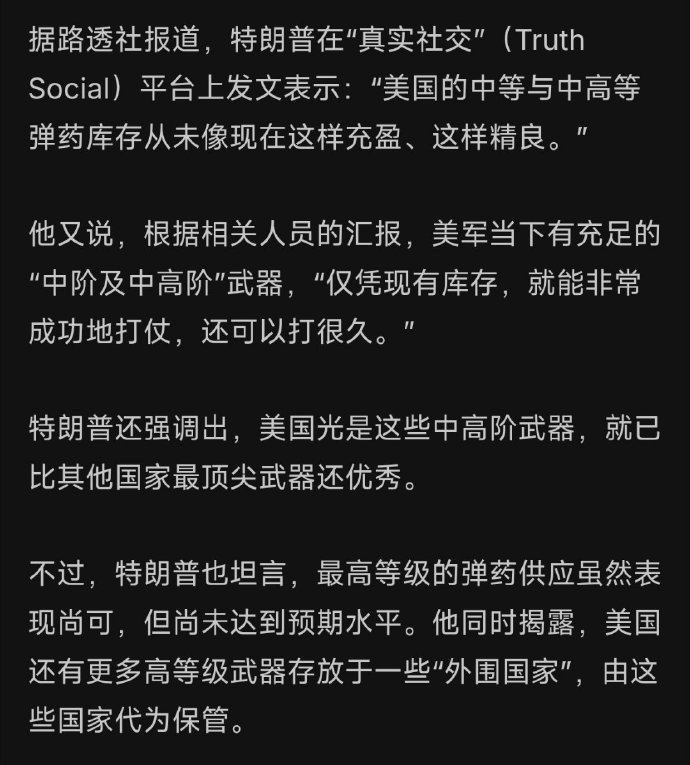 据路透社报道，特朗普在“真实社交”（Truth
Social）平台上发文表示：“美国的中等与中高等
弹药库存从未像现在这样充盈、这样精良。”
他又说，根据相关人员的汇报，美军当下有充足的
“中阶及中高阶”武器，“仅凭现有库存，就能非常
成功地打仗，还可以打很久。”
特朗普还强调出，美国光是这些中高阶武器，就已
比其他国家最顶尖武器还优秀。
不过，特朗普也坦言，最高等级的弹药供应虽然表
现尚可，但尚未达到预期水平。他同时揭露，美国
还有更多高等级武器存放于一些“外围国家”，由这
些国家代为保管。